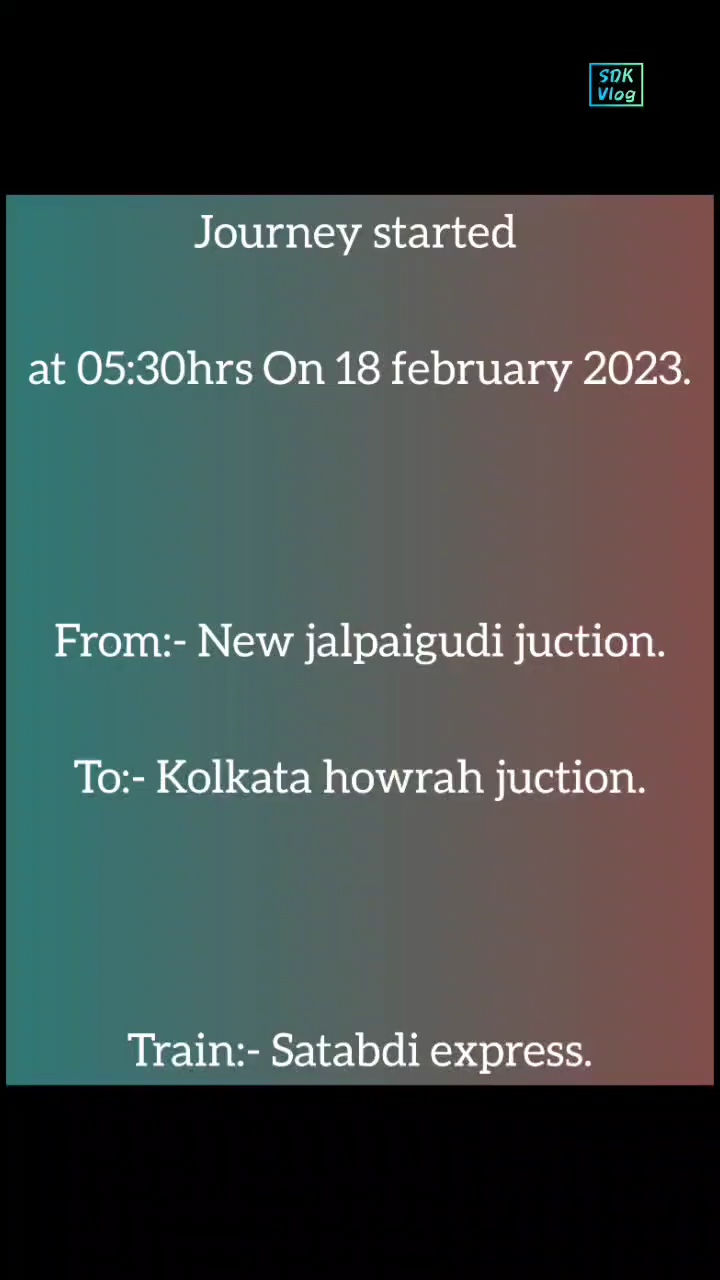 SDK
Vlog
Journey started
at 05:30hrs On 18 february 2023.
From:- New jalpaigudi juction.
To:- Kolkata howrah juction.
Train:- Satabdi express.